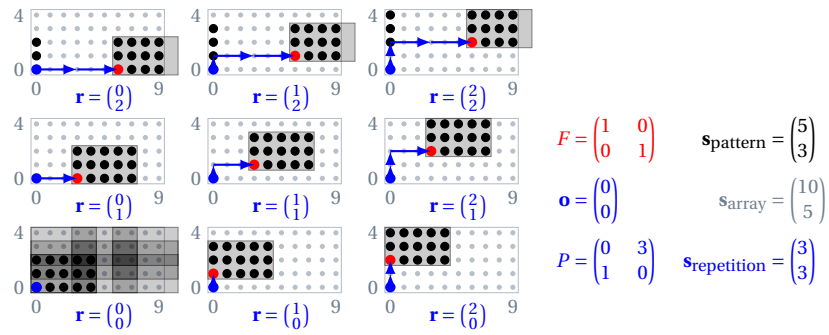 4 4 4
0 0 0
0 9 0 9 0 9
r = (0 2) r = (1 2) r = (2 2)
4 4 4
0 0 0
0 9 0 9 0 9
r = (0 1) r = (1 1) r = (2 1)
4 4 4
0 0 0
0 9 0 9 0 9
r = (0 0) r = (1 0) r = (2 0)
F = (1 0 0 1) s_pattern = (5 3)
o = (0 0) s_array = (10 5)
P = (0 3 1 0) s_repetition = (3 3)